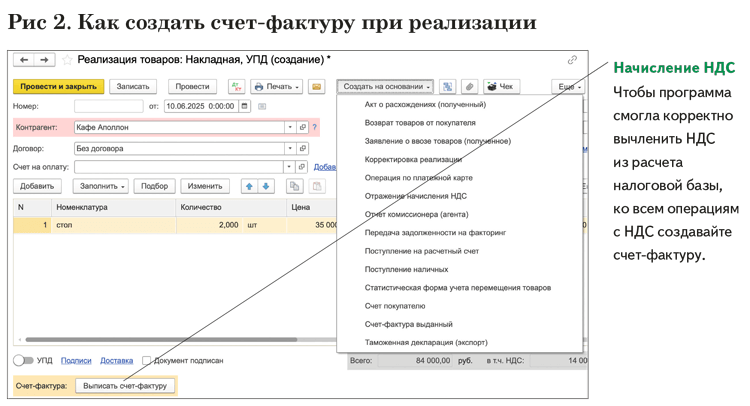 Рис 2. Как создать счет-фактуру при реализации
Реализация товаров: Накладная, УПД (создание) *
Провести и закрыть Записать Провести Печать Создать на основании Чек Еще
Номер: от: 10.06.2025 0:00:00
Контрагент: Кафе Аполлон ?
Договор: Без договора
Счет на оплату:
Добавить Заполнить Подбор Изменить
N Номенклатура Количество Цена
1 стол 2,000 шт 35 000
Акт о расхождениях (полученный)
Возврат товаров от покупателя
Заявление о ввозе товаров (полученное)
Корректировка реализации
Операция по платежной карте
Отражение начисления НДС
Отчет комиссионера (агента)
Передача задолженности на факторинг
Поступление на расчетный счет
Поступление наличных
Статистическая форма учета перемещения товаров
Счет покупателю
Счет-фактура выданный
Таможенная декларация (экспорт)
УПД Подписи Доставка Документ подписан
Всего: 84 000,00 руб. в т.ч. НДС: 14 00
Счет-фактура: Выписать счет-фактуру
Начисление НДС
Чтобы программа
смогла корректно
вычленить НДС
из расчета
налоговой базы,
ко всем операциям
с НДС создавайте
счет-фактуру.